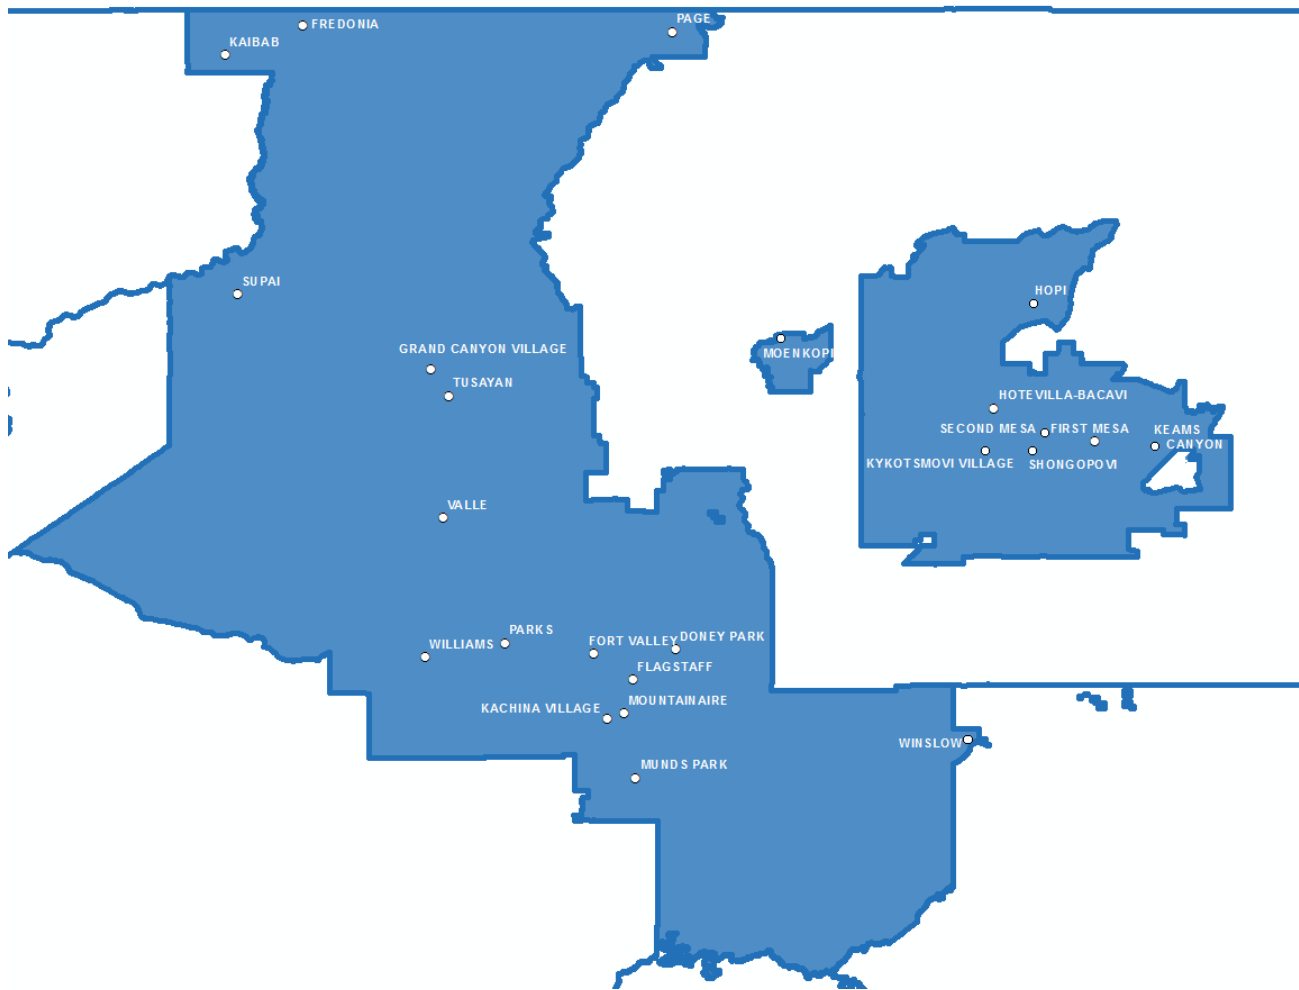 PAGE
FREDONIA
KAIBAB
SUPAI
HOPI
GRAND CANYON VILLAGE
MOENKOPI
TUSAYAN
HOTEVILLA-BACAVI
SECOND MESA
FIRST MESA
KEAMS
CANYON
KYKOTSMOVI VILLAGE
SHONGOPOVI
VALLE
PARKS
WILLIAMS
FORT VALLEY
DONEY PARK
FLAGSTAFF
MOUNTAINAIRE
KACHINA VILLAGE
WINSLOW
MUNDS PARK